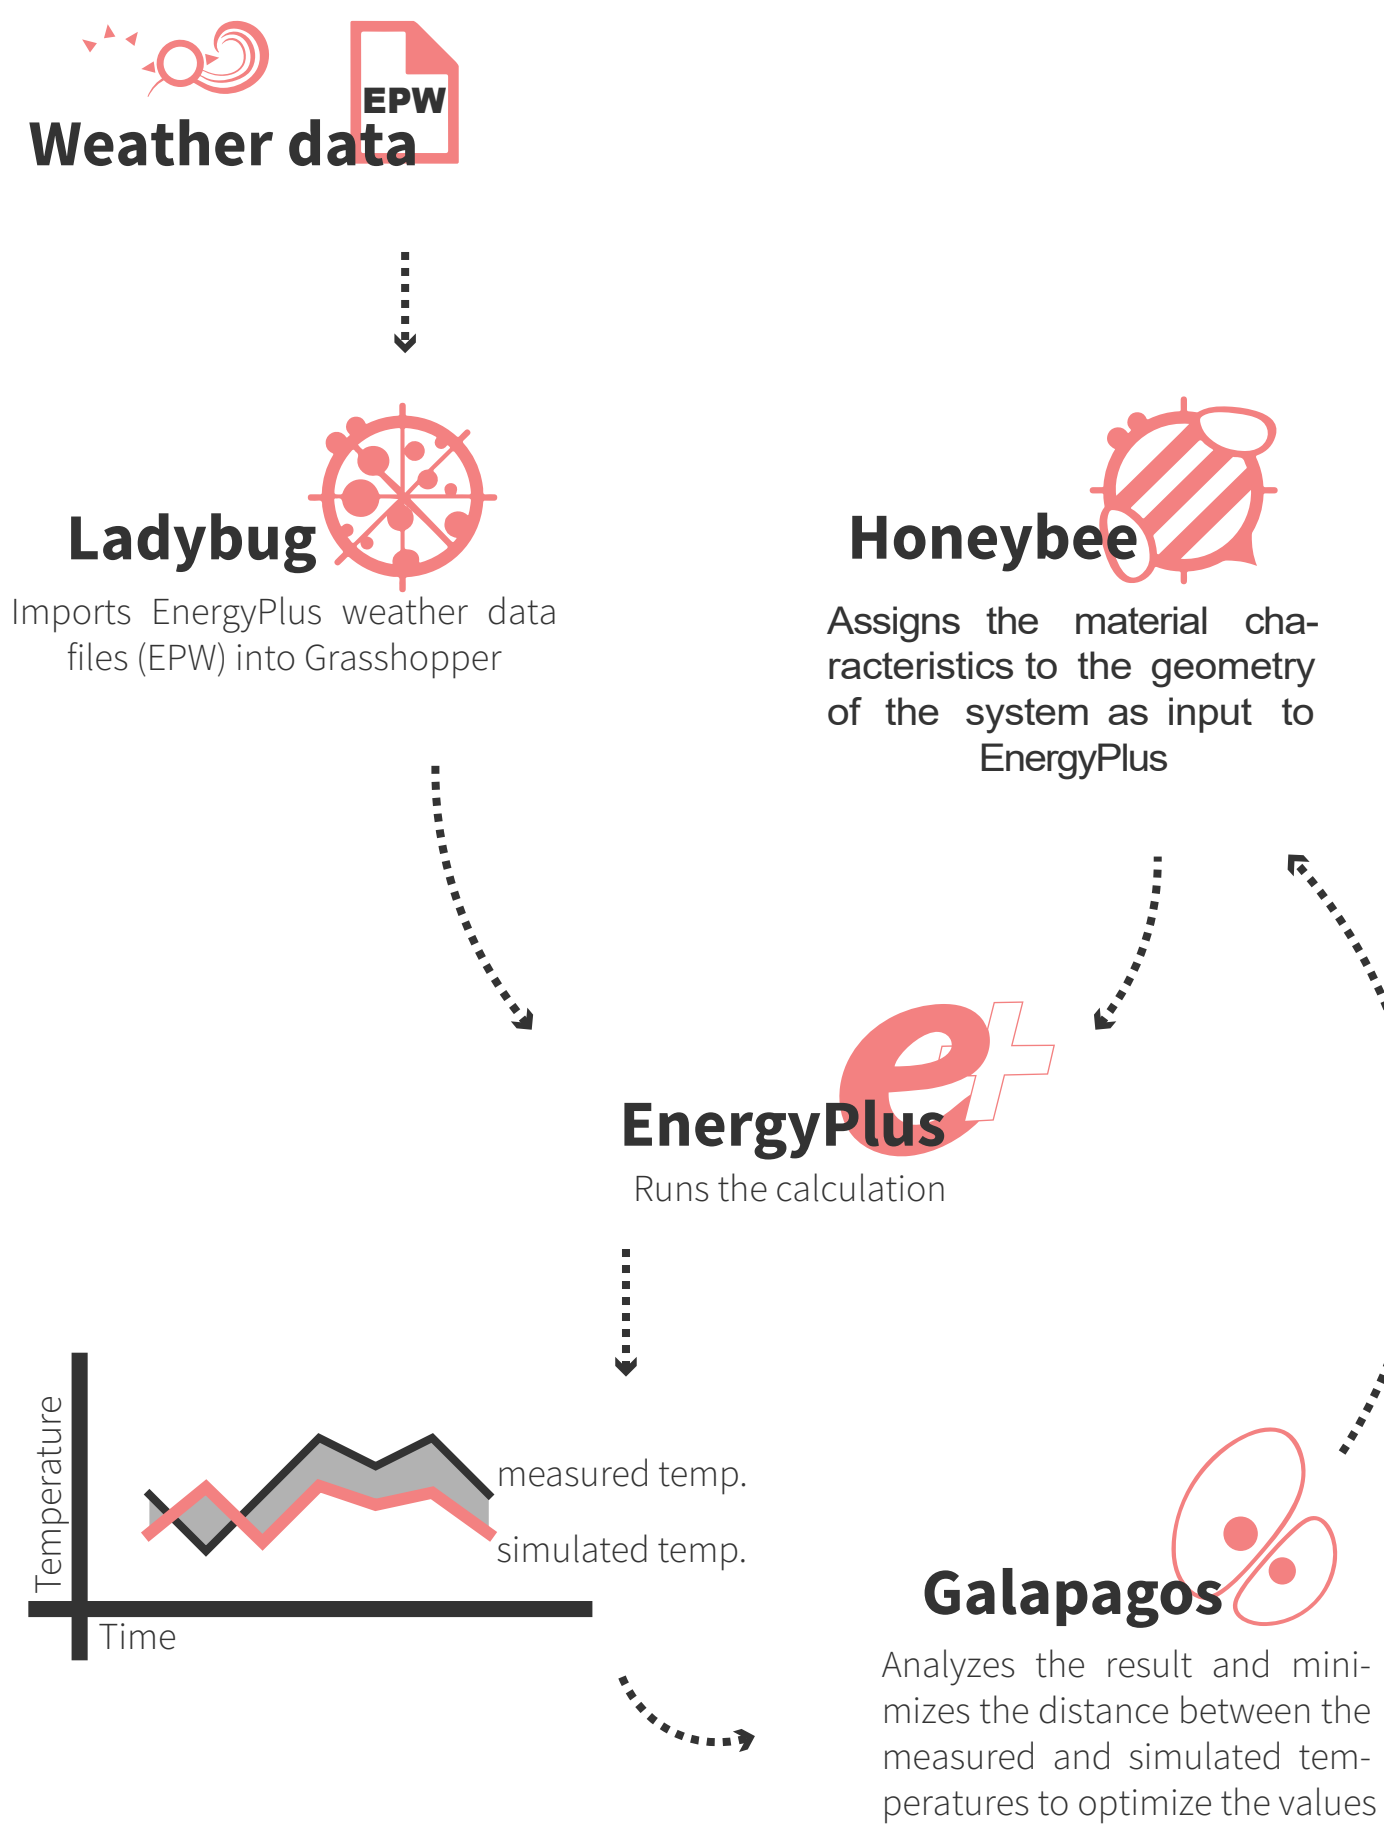 EPW
Weather data
Ladybug
Imports EnergyPlus weather data
files (EPW) into Grasshopper
Honeybee
Assigns the material cha-
racteristics to the geometry
of the system as input to
EnergyPlus
e+
EnergyPlus
Runs the calculation
Temperature
measured temp.
simulated temp.
Time
Galapagos
Analyzes the result and mini-
mizes the distance between the
measured and simulated tem-
peratures to optimize the values